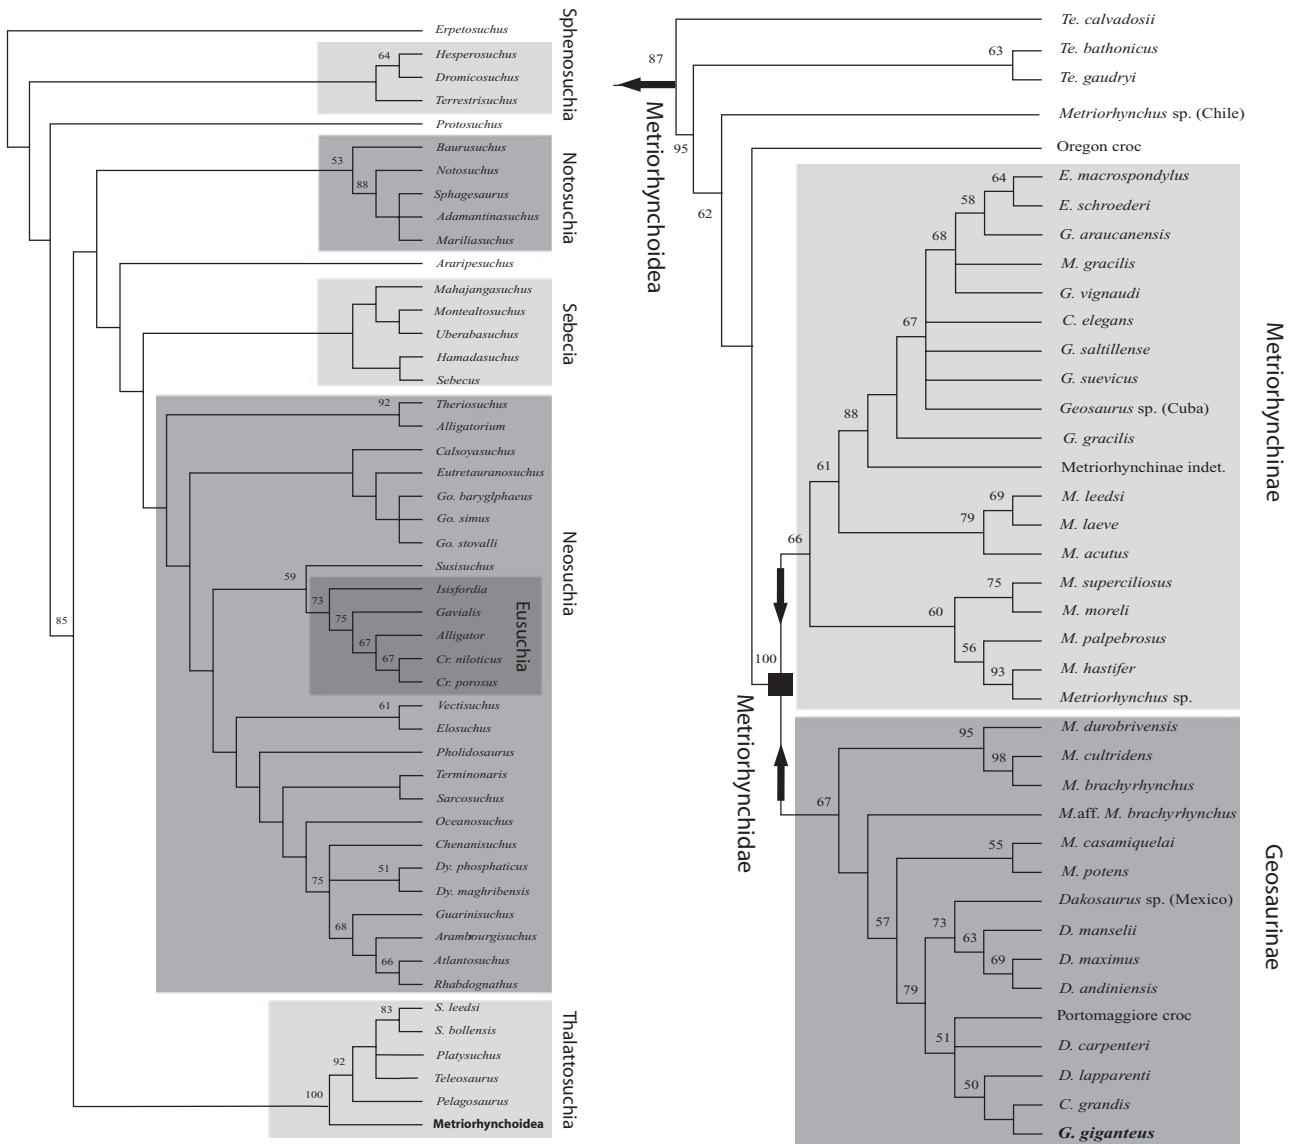 Erpetosuchus
64
Hesperosuchus
Dromicosuchus
Terrestrisuchus
Sphenosuchia
Protosuchus
53
Baurusuchus
88
Notosuchus
Sphagesaurus
Adamantinasuchus
Mariliasuchus
Notosuchia
Araripesuchus
Mahajangasuchus
Montealtosuchus
Uberabasuchus
Hamadasuchus
Sebecus
Sebecia
92
Theriosuchus
Alligatorium
Calsoyasuchus
Eutretauranosuchus
Go. baryglphaeus
Go. simus
Go. stovalli
Susisuchus
59
73
Isisfordia
75
Gavialis
67
Alligator
67
Cr. niloticus
Cr. porosus
Eusuchia
Neosuchia
85
61
Vectisuchus
Elosuchus
Pholidosaurus
Terminonaris
Sarcosuchus
Oceanosuchus
Chenanisuchus
75
51
Dy. phosphaticus
Dy. maghribensis
68
Guarinisuchus
Arambourgisuchus
66
Atlantosuchus
Rhabdognathus
83
S. leedsi
S. bollensis
92
Platysuchus
Teleosaurus
100
Pelagosaurus
Metriorhynchoidea
Thalattosuchia
Te. calvadosii
87
63
Te. bathonicus
Te. gaudryi
Metriorhynchoidea
95
Metriorhynchus sp. (Chile)
62
Oregon croc
64
E. macrospondylus
58
E. schroederi
68
G. araucanensis
M. gracilis
G. vignaudi
67
C. elegans
G. saltillense
G. suevicus
88
Geosaurus sp. (Cuba)
G. gracilis
61
Metriorhynchinae indet.
69
M. leedsi
79
M. laeve
66
M. acutus
75
M. superciliosus
60
M. moreli
56
M. palpebrosus
93
M. hastifer
Metriorhynchus sp.
Metriorhynchinae
100
Metriorhynchidae
95
M. durobrivensis
98
M. cultridens
M. brachyrhynchus
67
M.aff. M. brachyrhynchus
55
M. casamiquelai
M. potens
57
73
Dakosaurus sp. (Mexico)
63
D. manselii
69
D. maximus
79
D. andiniensis
Portomaggiore croc
51
D. carpenteri
50
D. lapparenti
C. grandis
G. giganteus
Geosaurinae